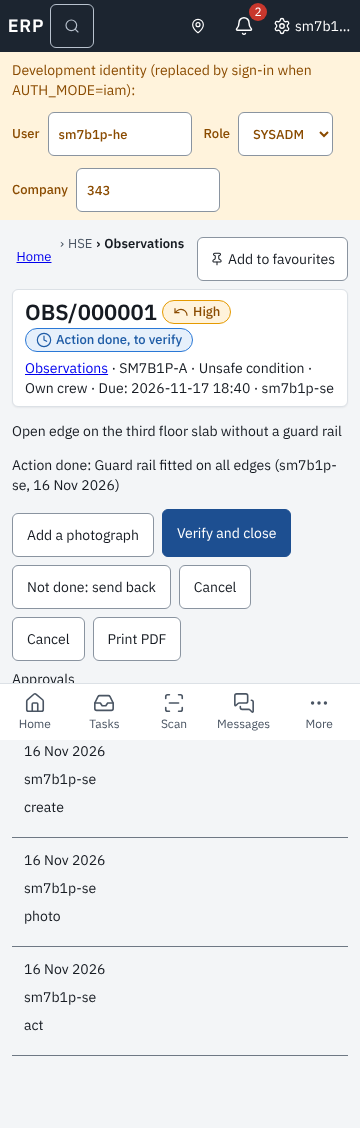 ERP
2
sm7b1...
Development identity (replaced by sign-in when
AUTH_MODE=iam):
User sm7b1p-he Role SYSADM
Company 343
Home › HSE › Observations
Add to favourites
OBS/000001 High
Action done, to verify
Observations · SM7B1P-A · Unsafe condition ·
Own crew · Due: 2026-11-17 18:40 · sm7b1p-se
Open edge on the third floor slab without a guard rail
Action done: Guard rail fitted on all edges (sm7b1p-
se, 16 Nov 2026)
Add a photograph Verify and close
Not done: send back Cancel
Cancel Print PDF
Approvals
Home Tasks Scan Messages More
16 Nov 2026
sm7b1p-se
create
16 Nov 2026
sm7b1p-se
photo
16 Nov 2026
sm7b1p-se
act